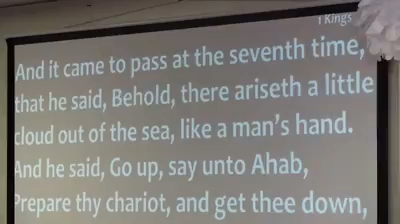 1 Kings
And it came to pass at the seventh time,
that he said, Behold, there ariseth a little
cloud out of the sea, like a man's hand.
And he said, Go up, say unto Ahab,
Prepare thy chariot, and get thee down,